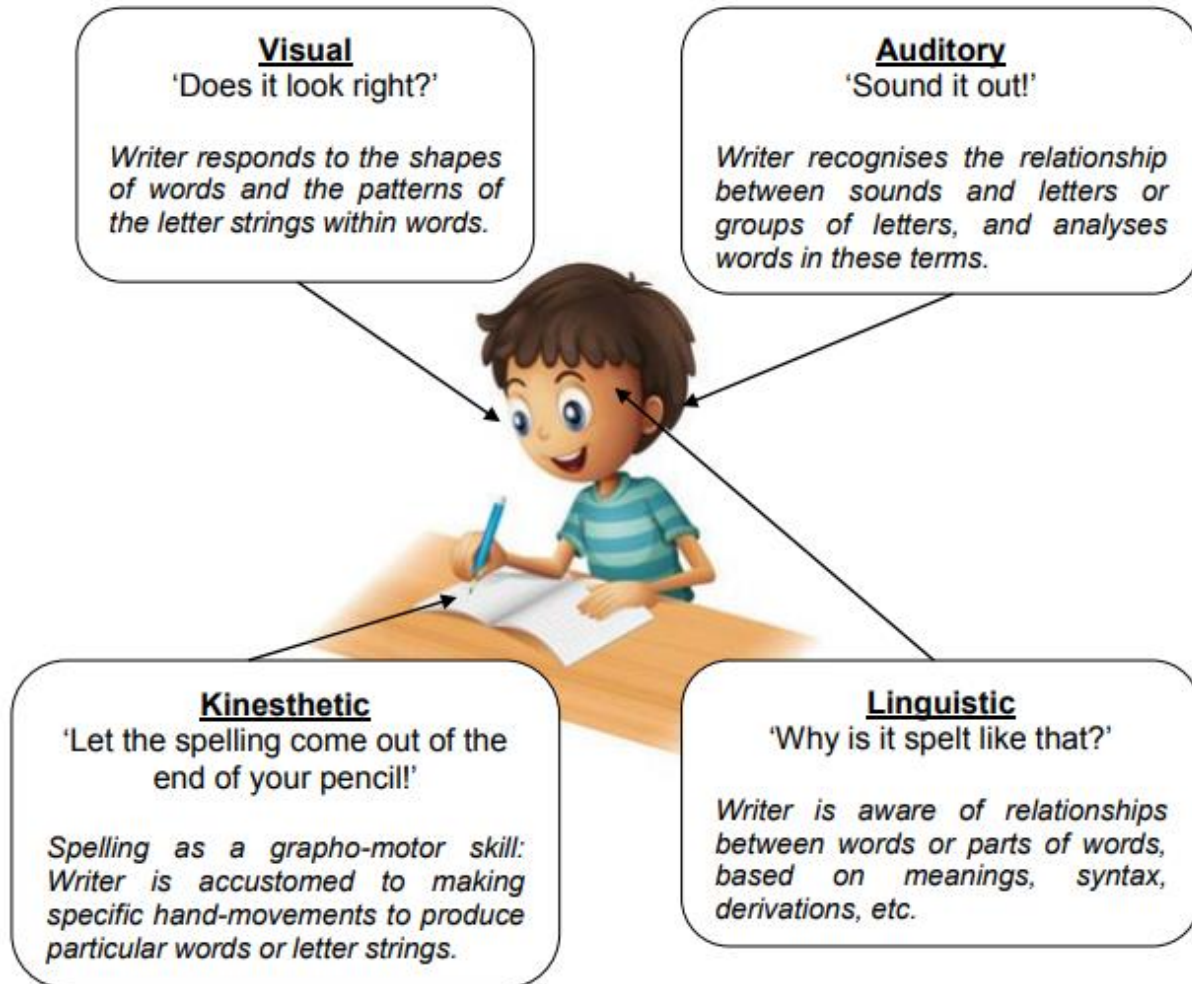 Visual
‘Does it look right?’
Writer responds to the shapes
of words and the patterns of
the letter strings within words.
Auditory
‘Sound it out!’
Writer recognises the relationship
between sounds and letters or
groups of letters, and analyses
words in these terms.
Kinesthetic
‘Let the spelling come out of the
end of your pencil!’
Spelling as a grapho-motor skill:
Writer is accustomed to making
specific hand-movements to produce
particular words or letter strings.
Linguistic
‘Why is it spelt like that?’
Writer is aware of relationships
between words or parts of words,
based on meanings, syntax,
derivations, etc.